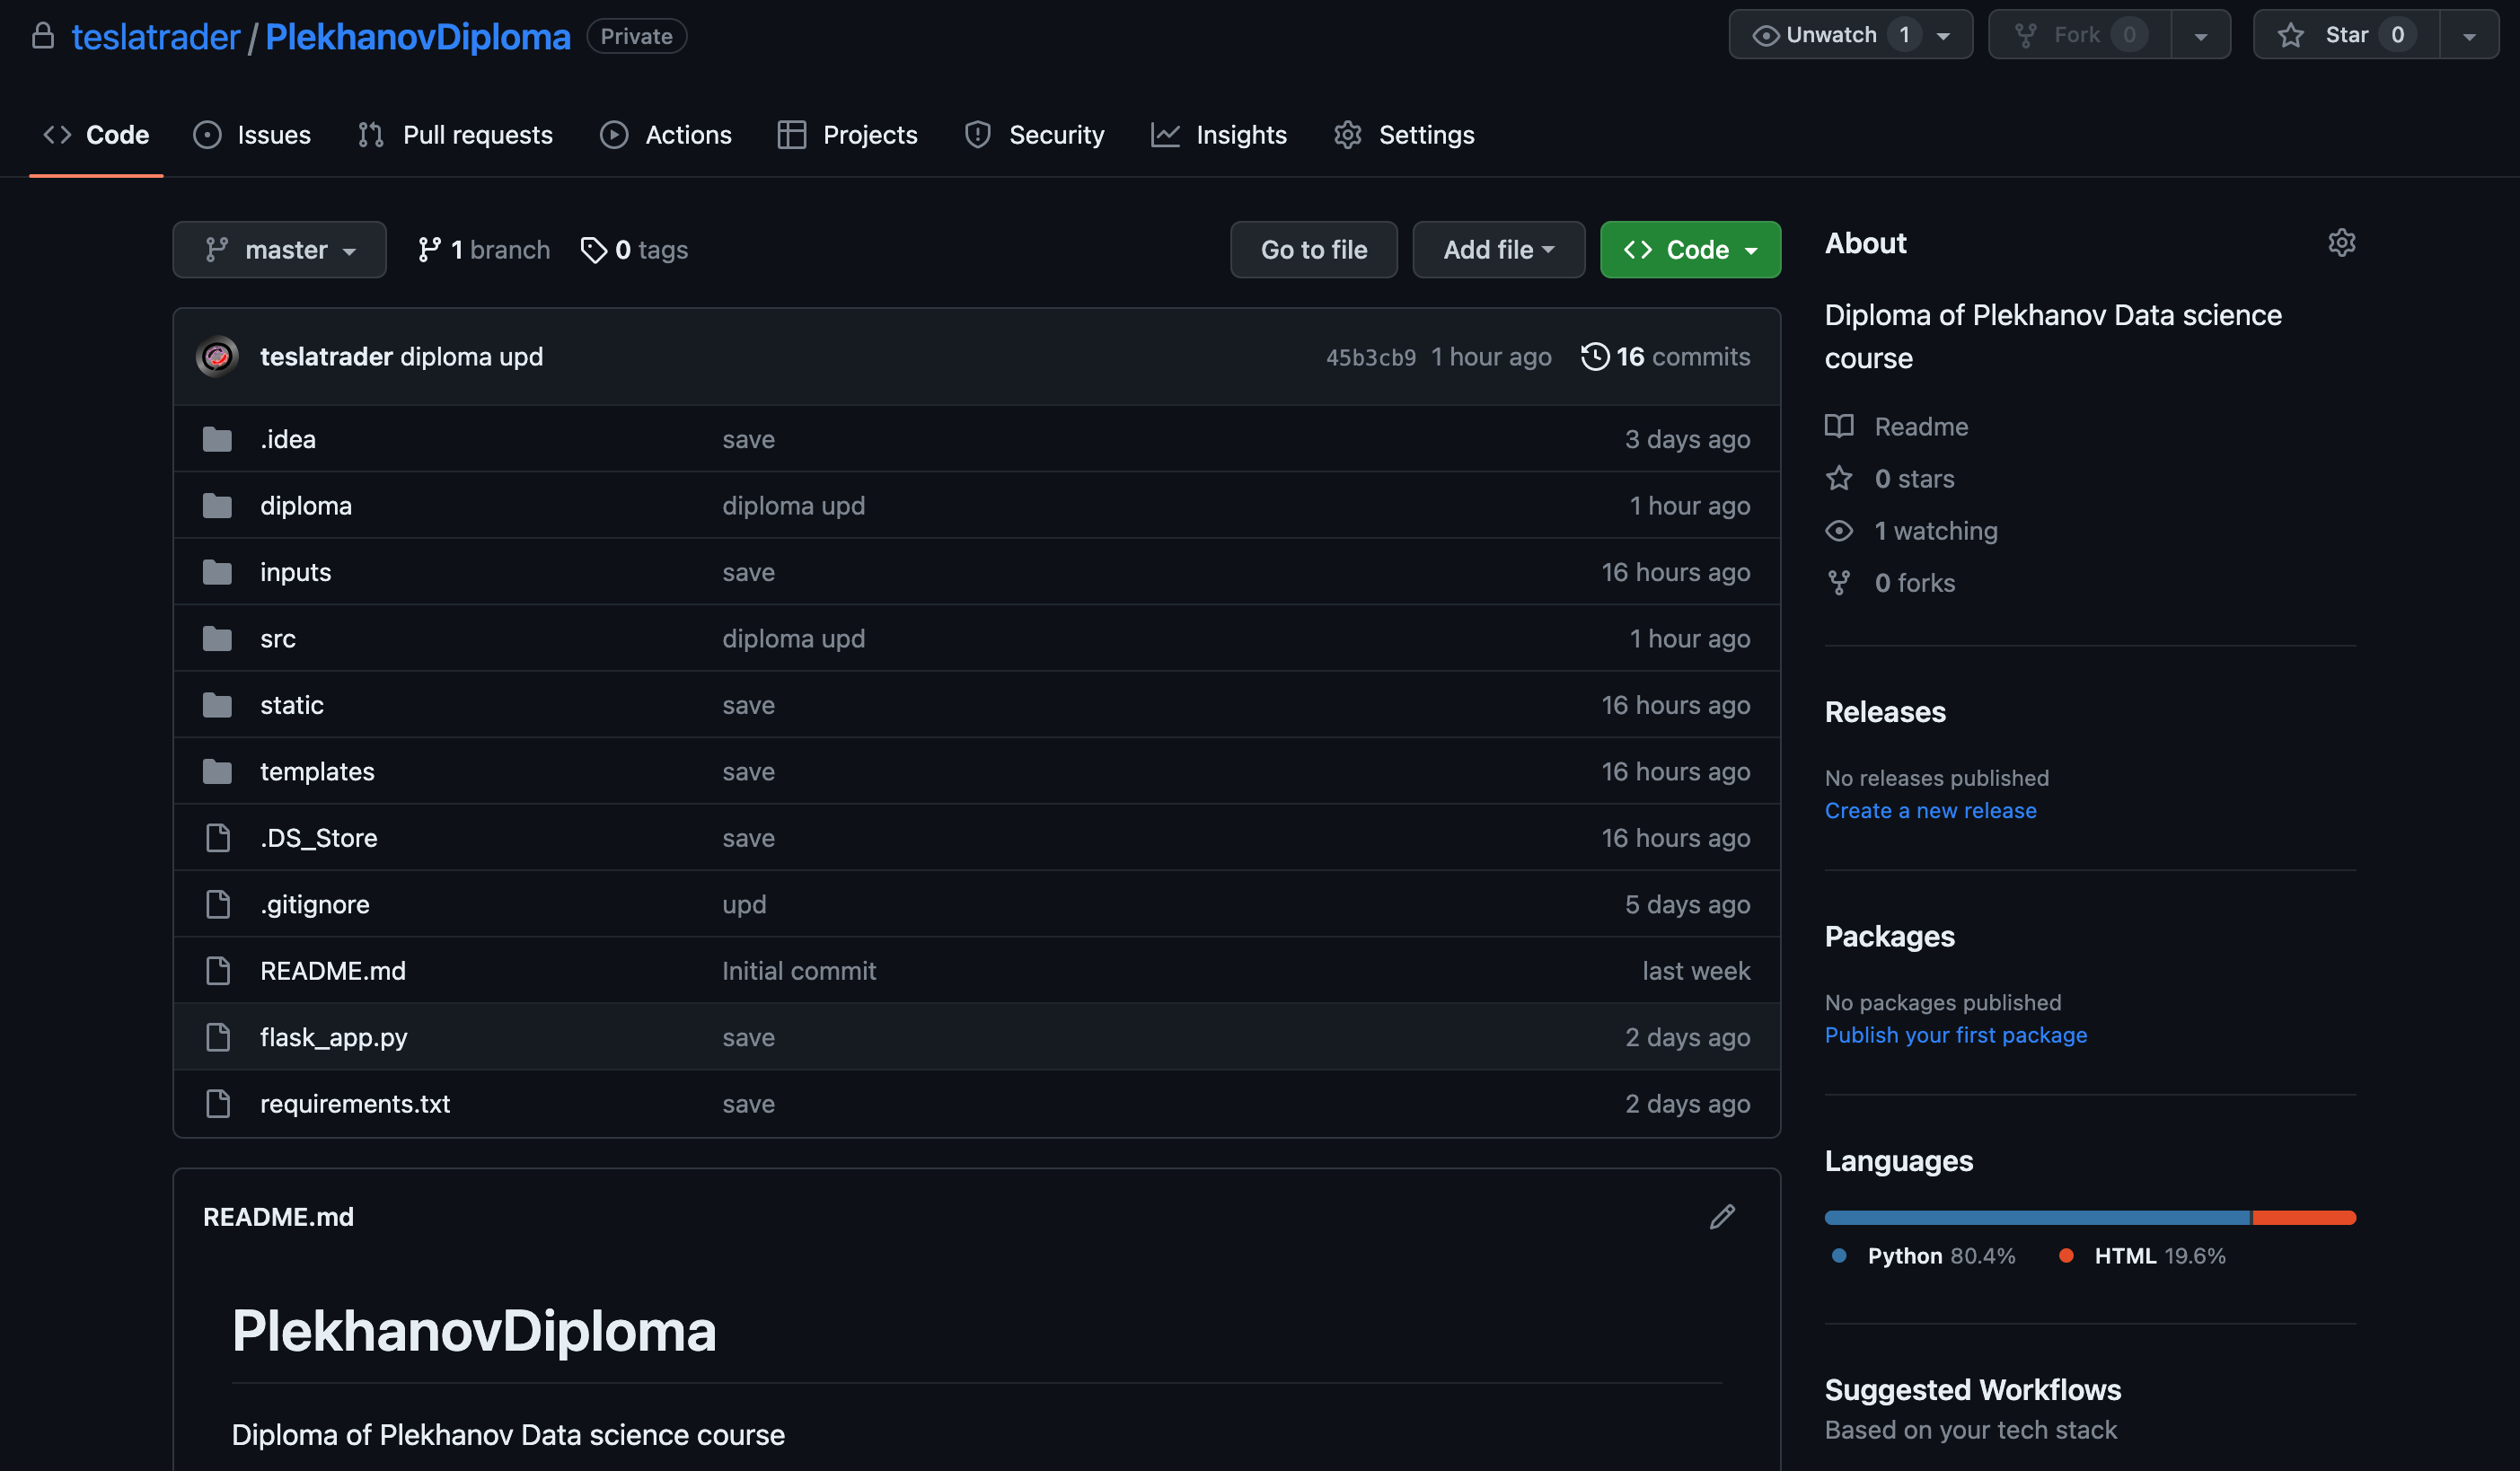 teslatrader / PlekhanovDiploma Private Unwatch 1 Fork 0 Star 0
Code Issues Pull requests Actions Projects Security Insights Settings
master 1 branch 0 tags Go to file Add file Code
teslatrader diploma upd 45b3cb9 1 hour ago 16 commits
.idea save 3 days ago
diploma diploma upd 1 hour ago
inputs save 16 hours ago
src diploma upd 1 hour ago
static save 16 hours ago
templates save 16 hours ago
.DS_Store save 16 hours ago
.gitignore upd 5 days ago
README.md Initial commit last week
flask_app.py save 2 days ago
requirements.txt save 2 days ago
README.md
PlekhanovDiploma
Diploma of Plekhanov Data science course
About
Diploma of Plekhanov Data science
course
Readme
0 stars
1 watching
0 forks
Releases
No releases published
Create a new release
Packages
No packages published
Publish your first package
Languages
Python 80.4% HTML 19.6%
Suggested Workflows
Based on your tech stack